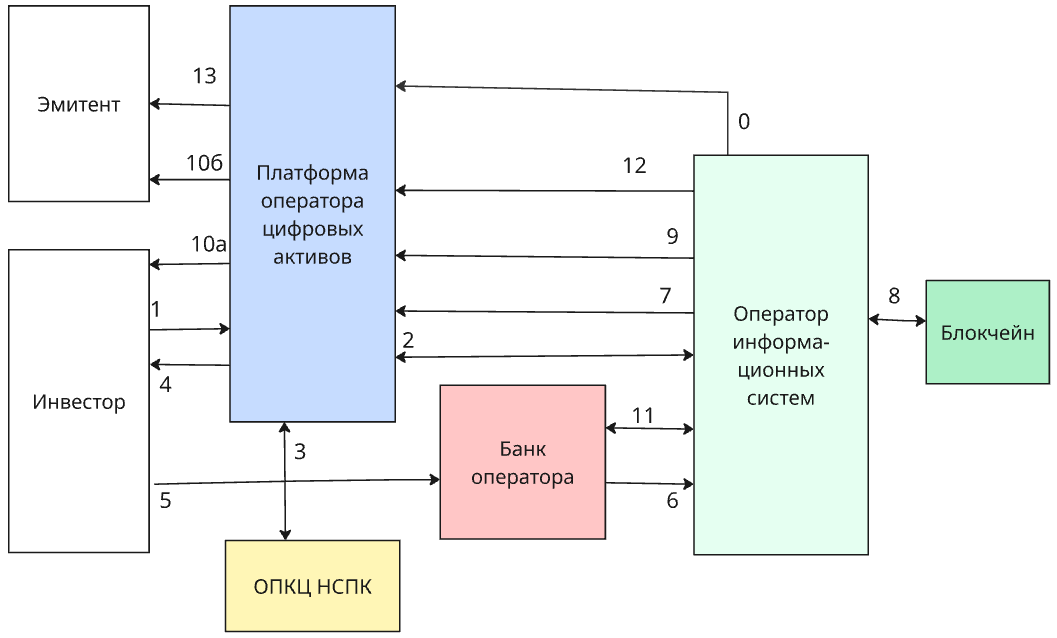 Эмитент
13
10б
Платформа
оператора
цифровых
активов
0
12
9
7
2
10а
1
4
Инвестор
5
3
ОПКЦ НСПК
Банк
оператора
11
6
Оператор
информа-
ционных
систем
8
Блокчейн